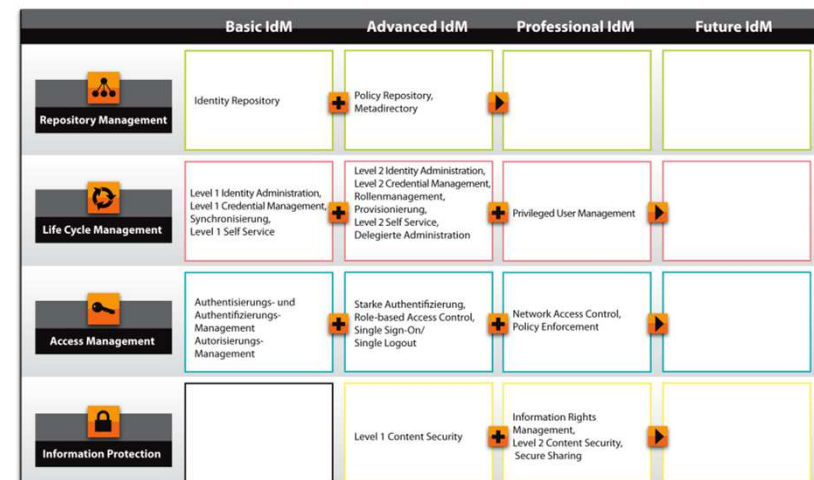 Basic IdM
Advanced IdM
Professional IdM
Future IdM
Repository Management
Identity Repository
Policy Repository,
Metadirectory
Life Cycle Management
Level 1 Identity Administration,
Level 1 Credential Management,
Synchronisierung,
Level 1 Self Service
Level 2 Identity Administration,
Level 2 Credential Management,
Rollenmanagement,
Provisionierung,
Level 2 Self Service,
Delegierte Administration
Privileged User Management
Access Management
Authentisierungs- und
Authentifizierungs-
Management
Autorisierungs-
Management
Starke Authentifizierung,
Role-based Access Control,
Single Sign-On/
Single Logout
Network Access Control,
Policy Enforcement
Information Protection
Level 1 Content Security
Information Rights
Management,
Level 2 Content Security,
Secure Sharing